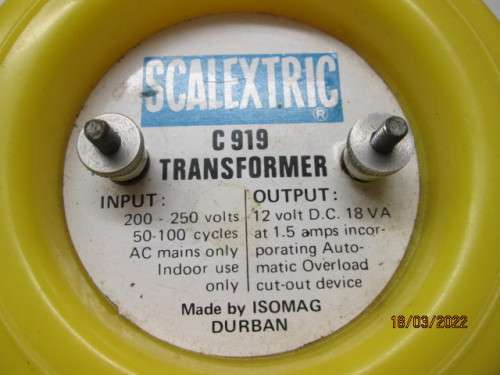 SCALEXTRIC
®
C 919
TRANSFORMER
INPUT:
200 - 250 volts
50-100 cycles
AC mains only
Indoor use
only
OUTPUT:
12 volt D.C. 18 VA
at 1.5 amps incor-
porating Auto-
matic Overload
cut-out device
Made by ISOMAG
DURBAN
18/03/2022